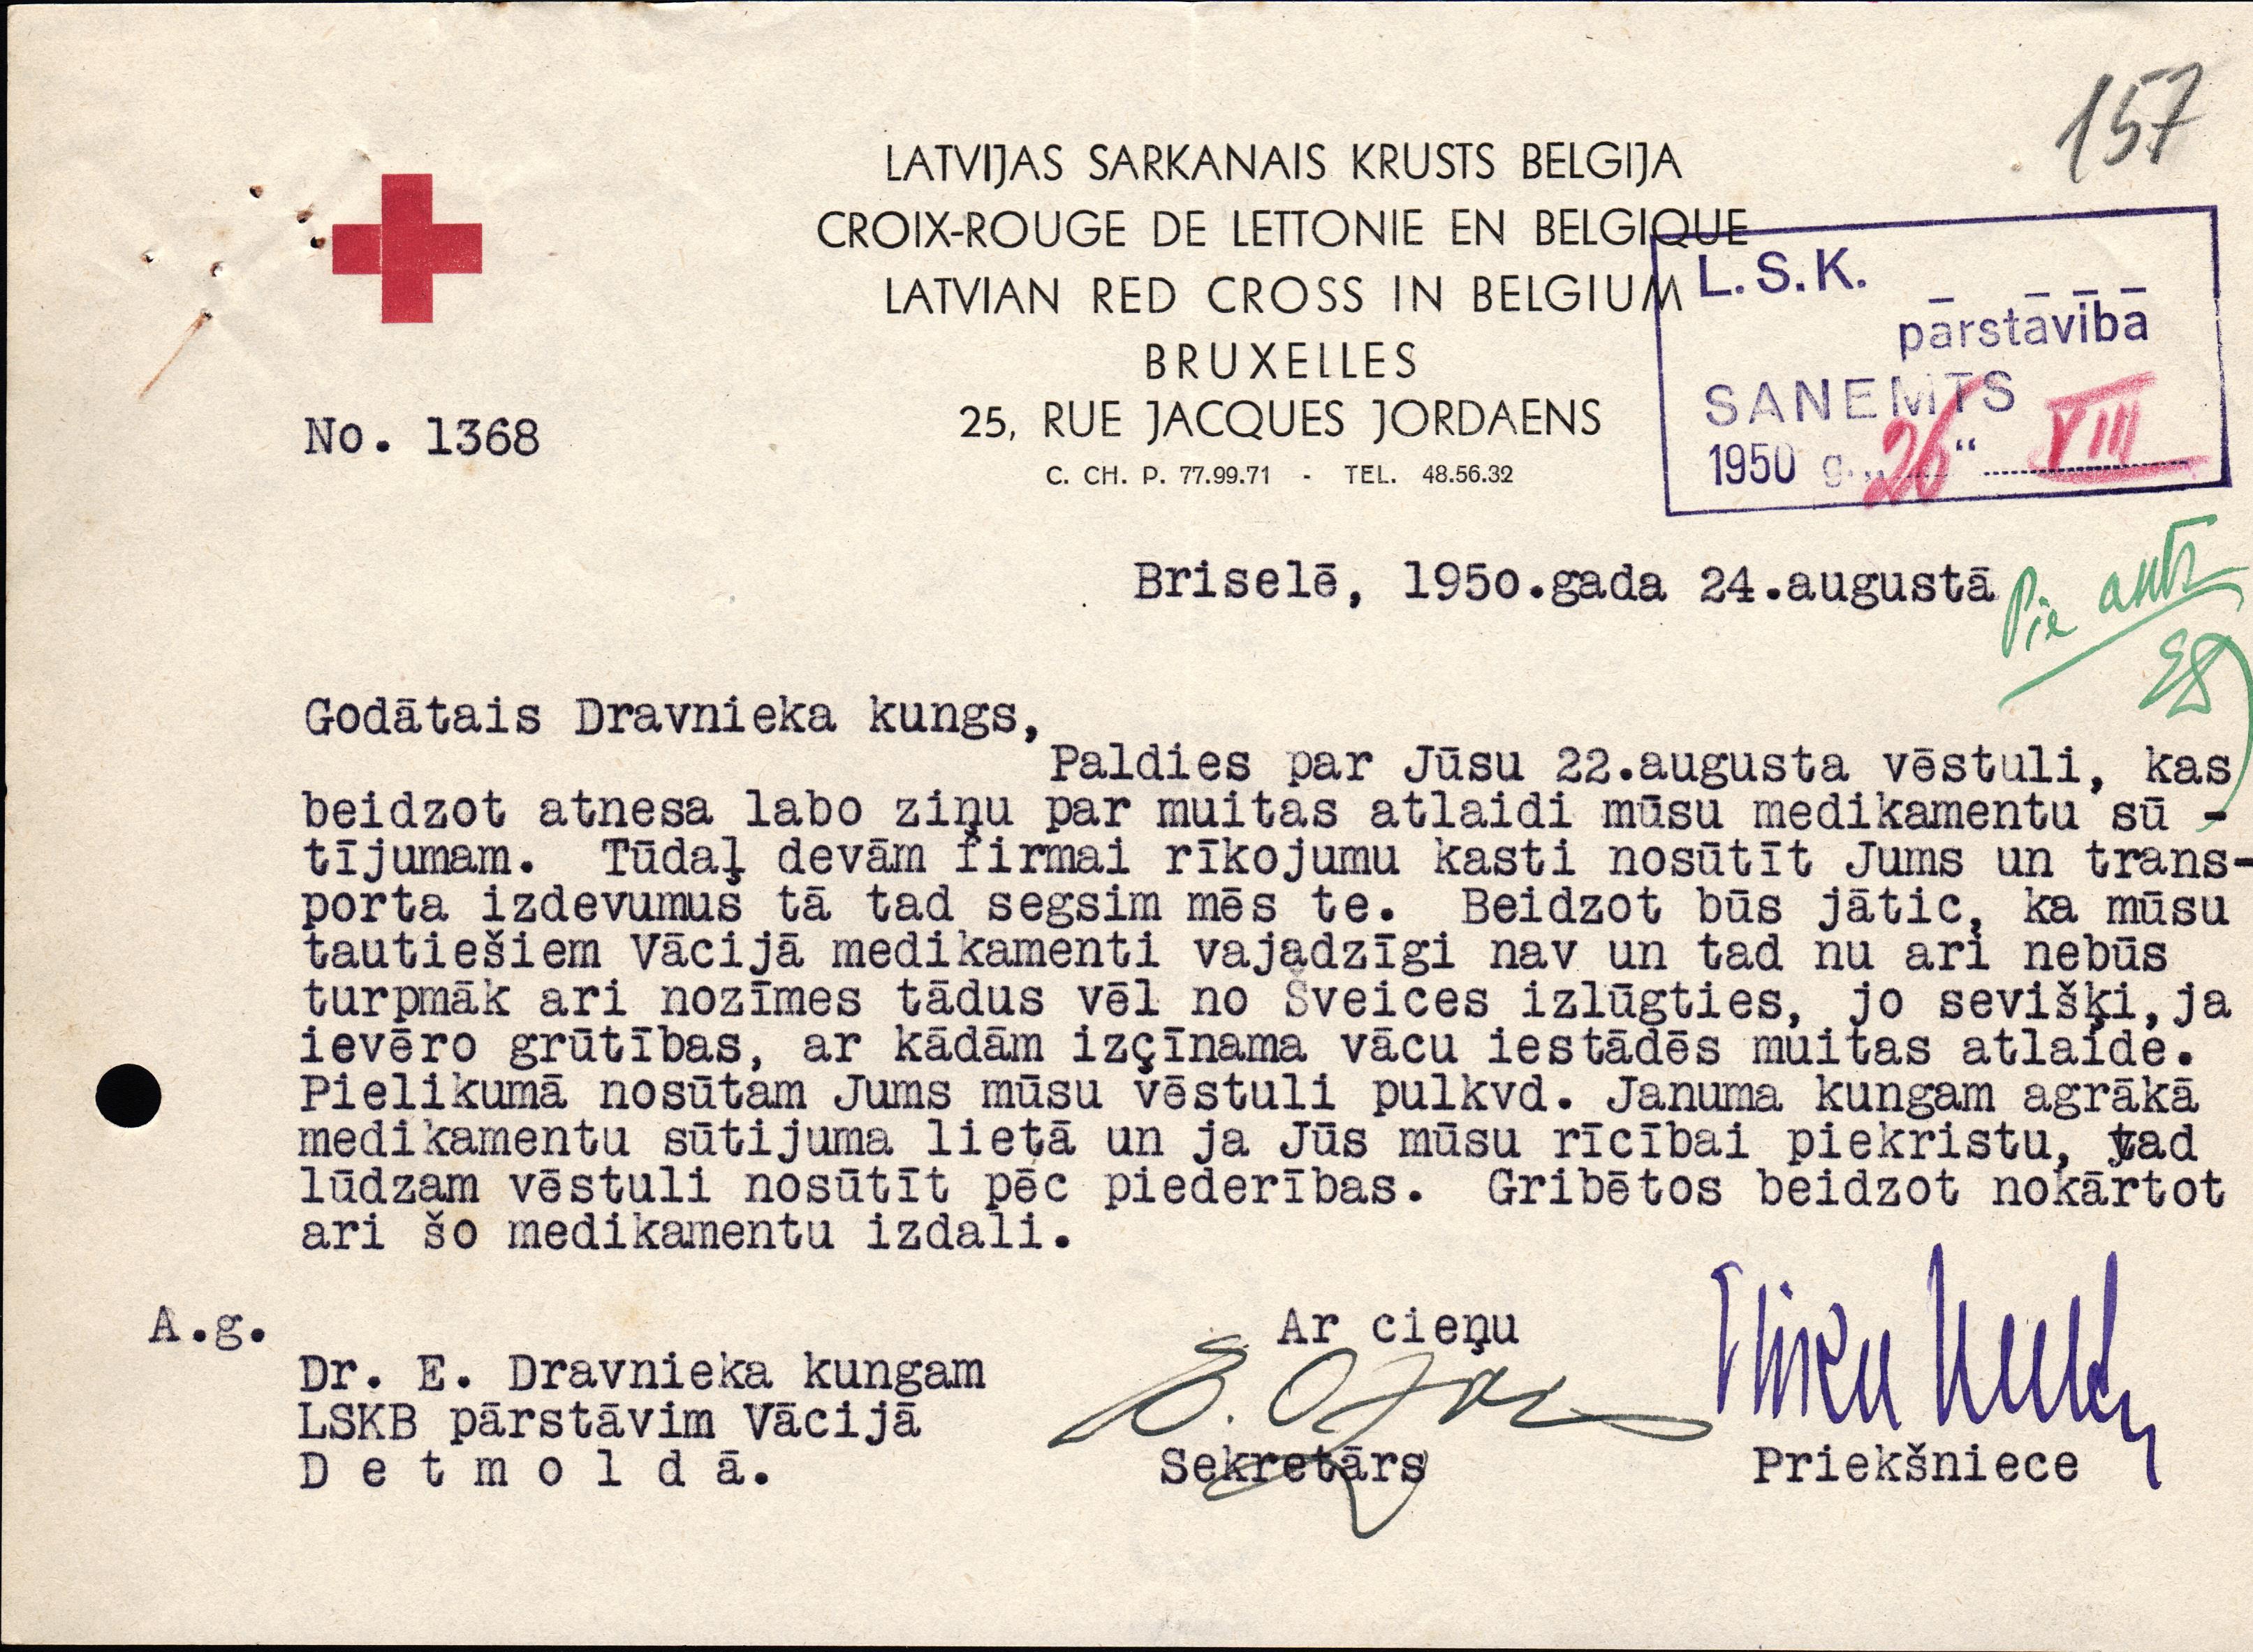 157
LATVIJAS SARKANAIS KRUSTS BELGIJA
CROIX-ROUGE DE LETTONIE EN BELGIQUE
LATVIAN RED CROSS IN BELGIUM
BRUXELLES
25, RUE JACQUES JORDAENS
C. CH. P. 77.99.71 - TEL. 48.56.32
L.S.K.
pārstāvībā
SANEMTS
1950 g. „26“ VIII
No. 1368
Briselē, 1950.gada 24.augustā
Pie
Godātais Dravnieka kungs,
Paldies par Jūsu 22.augusta vēstuli, kas
beidzot atnesa labo ziņu par muitas atlaidi mūsu medikamentu sū -
tījumam. Tūdaļ devām firmai rīkojumu kasti nosūtīt Jums un trans-
porta izdevumus tā tad segsim mēs te. Beidzot būs jātic, ka mūsu
tautiešiem Vācijā medikamenti vajadzīgi nav un tad nu ari nebūs
turpmāk ari nozīmes tādus vēl no Šveices izlūgties, jo sevišķi, ja
ievēro grūtības, ar kādām izçīnama vācu iestādēs muitas atlaide.
Pielikumā nosūtam Jums mūsu vēstuli pulkvd. Januma kungam agrākā
medikamentu sūtijuma lietā un ja Jūs mūsu rīcībai piekristu, tad
lūdzam vēstuli nosūtīt pēc piederības. Gribētos beidzot nokārtot
ari šo medikamentu izdali.
A.g.
Ar cieņu
Dr. E. Dravnieka kungam
LSKB pārstāvim Vācijā
D e t m o l d ā.
Sekretārs
Priekšniece